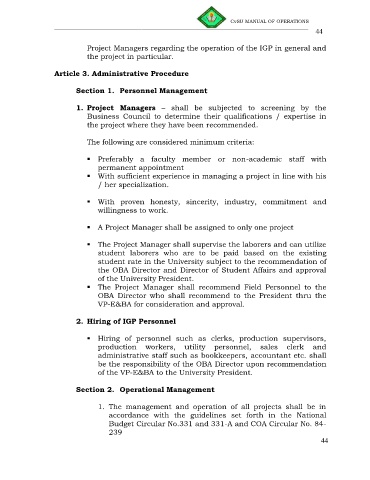 CvSU MANUAL OF OPERATIONS
44
Project Managers regarding the operation of the IGP in general and
the project in particular.
Article 3. Administrative Procedure
Section 1. Personnel Management
1. Project Managers – shall be subjected to screening by the
Business Council to determine their qualifications / expertise in
the project where they have been recommended.
The following are considered minimum criteria:
▪ Preferably a faculty member or non-academic staff with
permanent appointment
▪ With sufficient experience in managing a project in line with his
/ her specialization.
▪ With proven honesty, sincerity, industry, commitment and
willingness to work.
▪ A Project Manager shall be assigned to only one project
▪ The Project Manager shall supervise the laborers and can utilize
student laborers who are to be paid based on the existing
student rate in the University subject to the recommendation of
the OBA Director and Director of Student Affairs and approval
of the University President.
▪ The Project Manager shall recommend Field Personnel to the
OBA Director who shall recommend to the President thru the
VP-E&BA for consideration and approval.
2. Hiring of IGP Personnel
▪ Hiring of personnel such as clerks, production supervisors,
production workers, utility personnel, sales clerk and
administrative staff such as bookkeepers, accountant etc. shall
be the responsibility of the OBA Director upon recommendation
of the VP-E&BA to the University President.
Section 2. Operational Management
1. The management and operation of all projects shall be in
accordance with the guidelines set forth in the National
Budget Circular No.331 and 331-A and COA Circular No. 84-
239
44